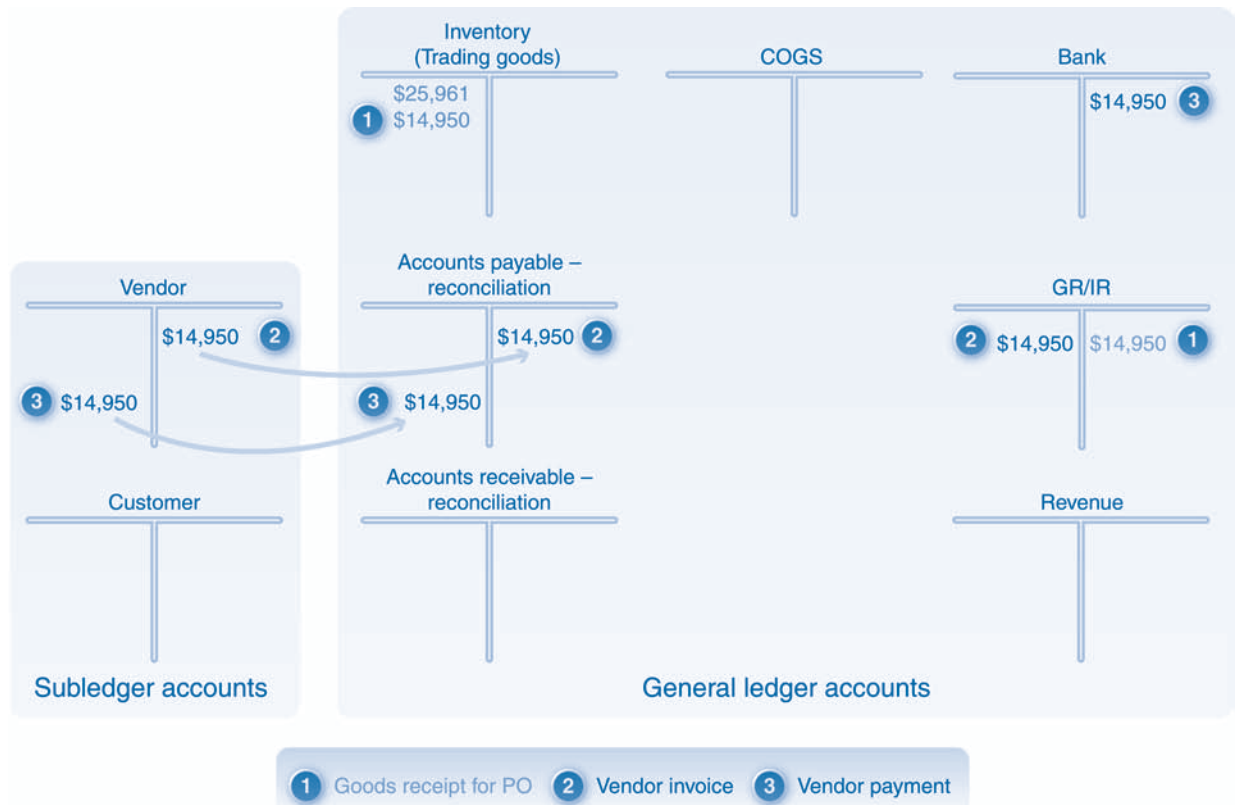 Inventory
(Trading goods)
COGS
Bank
$25,961
1 $14,950
$14,950 3
Accounts payable –
reconciliation
Vendor
GR/IR
$14,950 2
$14,950 2
2 $14,950
$14,950 1
3 $14,950
3 $14,950
Accounts receivable –
reconciliation
Customer
Revenue
Subledger accounts
General ledger accounts
1 Goods receipt for PO 2 Vendor invoice 3 Vendor payment